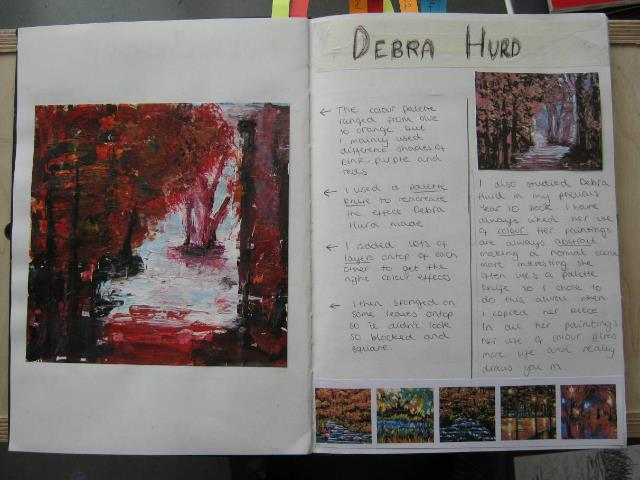 DEBRA HURD
← The colour palette
ranged from blue
to orange but
I mainly used
different shades of
pink, purple and
reds
← I used a palette
knife to recreate
the effect Debra
Hurd made
← I added lots of
layers ontop of each
other to get the
right colour effects
← I then sponged on
some leaves ontop
so it didn't look
so blocked and
square.
I also studied Debra
Hurd in my previous
Year 10 book. I have
always liked her use
of colour. Her paintings
are always abstract
making a normal scene
more interesting. She
often uses a palette
knife so I chose to
do this always when
I copied her piece.
In all her paintings
her use of colour gives
more life and really
draws you in